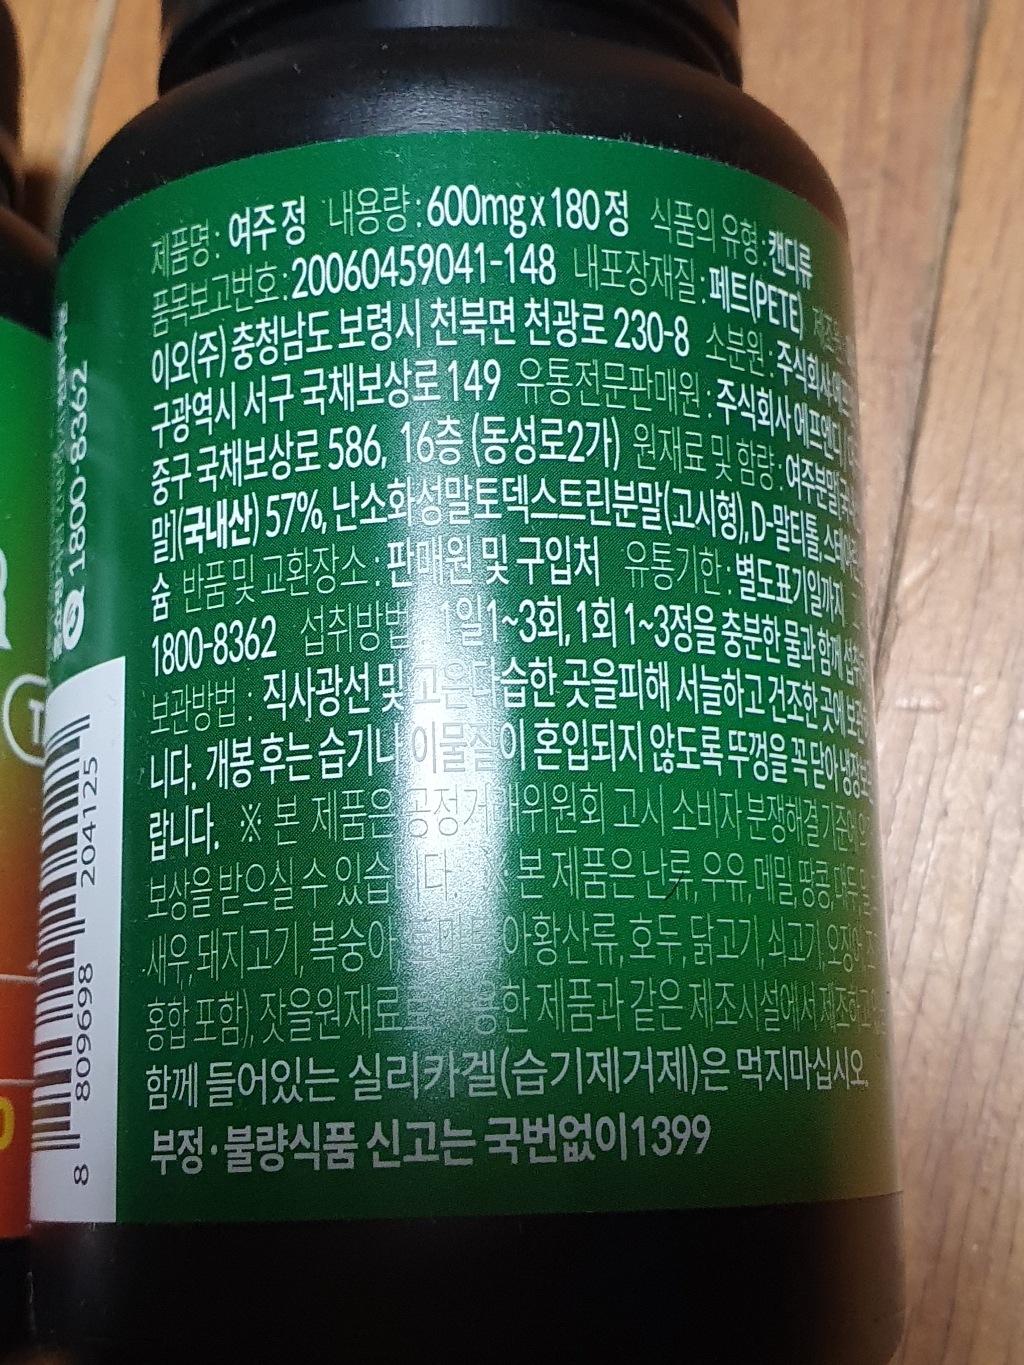 제품명: 여주 정 내용량: 600mg x 180 정 식품의 유형: 캔디류
품목보고번호: 20060459041-148 내포장재질: 페트(PETE)
이오(주) 충청남도 보령시 천북면 천광로 230-8 소분원: 주식회사
구광역시 서구 국채보상로 149 유통전문판매원: 주식회사 에프앤디
중구 국채보상로 586, 16층 (동성로2가) 원재료 및 함량: 여주분말
말](국내산) 57%, 난소화성말토덱스트린분말(고시형), D-말티톨,
슘 반품 및 교환장소: 판매원 및 구입처 유통기한: 별도표기일까지
1800-8362 섭취방법 1일1~3회, 1회 1~3정을 충분한 물과 함께
보관방법 : 직사광선 및 고온다습한 곳을피해 서늘하고 건조한 곳에
니다. 개봉 후는 습기나 이물질이 혼입되지 않도록 뚜껑을 꼭 닫아
랍니다. ※ 본 제품은 공정거래위원회 고시 소비자분쟁해결기준에
보상을 받으실 수 있습니다. ※ 본 제품은 난류, 우유, 메밀, 땅콩, 대두,
새우, 돼지고기, 복숭아, 아황산류, 호두, 닭고기, 쇠고기, 오징어,
홍합 포함), 잣을원재료로 사용한 제품과 같은 제조시설에서
함께 들어있는 실리카겔(습기제거제)은 먹지마십시오.
부정·불량식품 신고는 국번없이1399
1800·8362
8 809698 204125